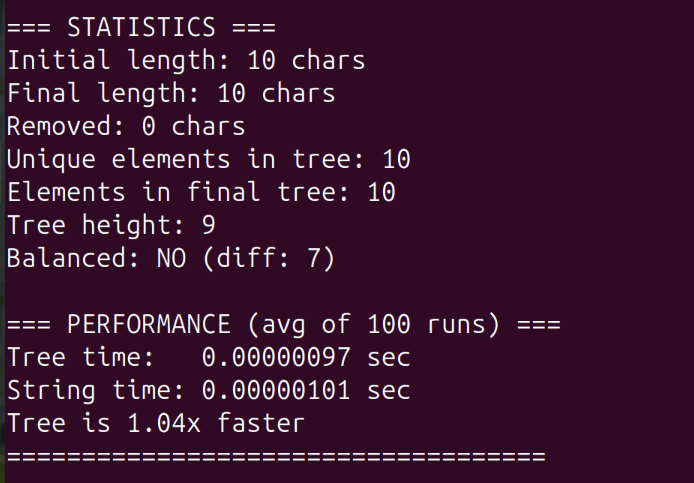 === STATISTICS ===
Initial length: 10 chars
Final length: 10 chars
Removed: 0 chars
Unique elements in tree: 10
Elements in final tree: 10
Tree height: 9
Balanced: NO (diff: 7)

=== PERFORMANCE (avg of 100 runs) ===
Tree time:   0.00000097 sec
String time: 0.00000101 sec
Tree is 1.04x faster
====================================